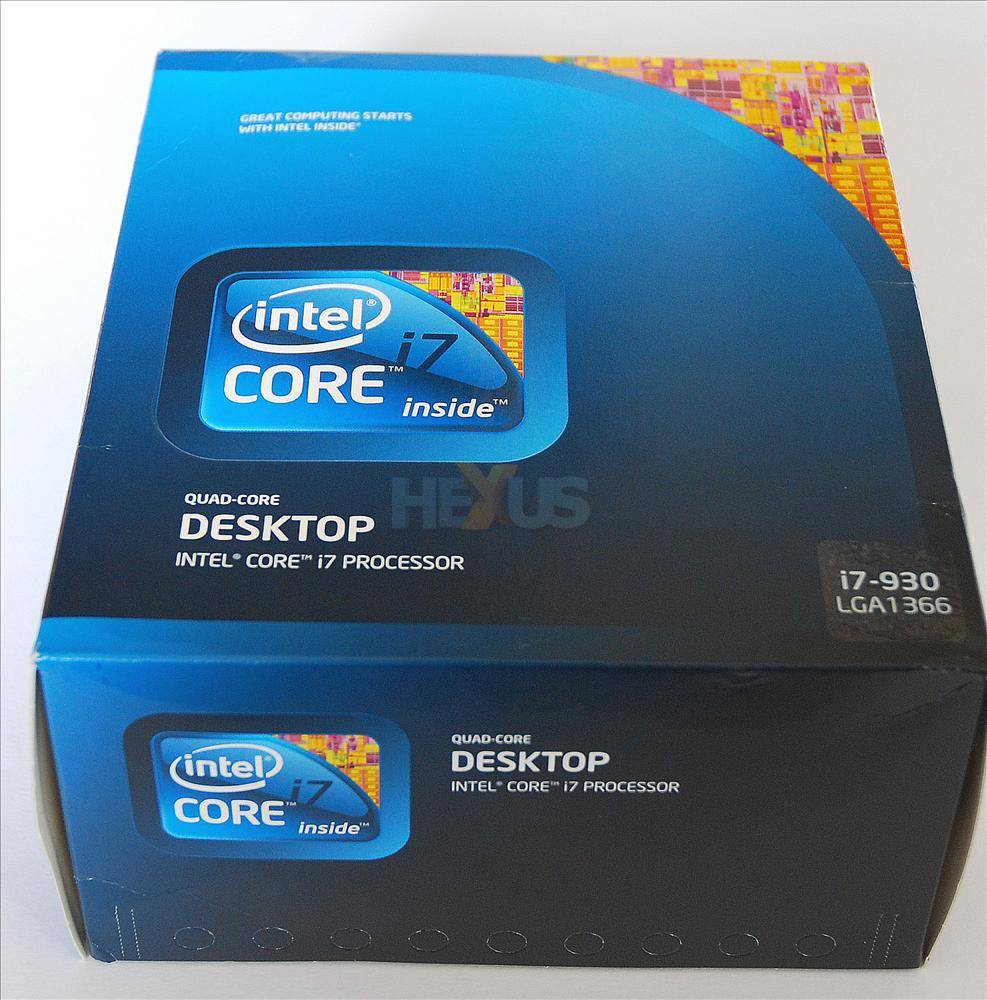 GREAT COMPUTING STARTS
WITH INTEL INSIDE®
intel®
i7
CORE™
inside™
HEXUS
QUAD-CORE
DESKTOP
INTEL® CORE™ i7 PROCESSOR
i7-930
LGA1366
intel®
i7
CORE™
inside™
QUAD-CORE
DESKTOP
INTEL® CORE™ i7 PROCESSOR